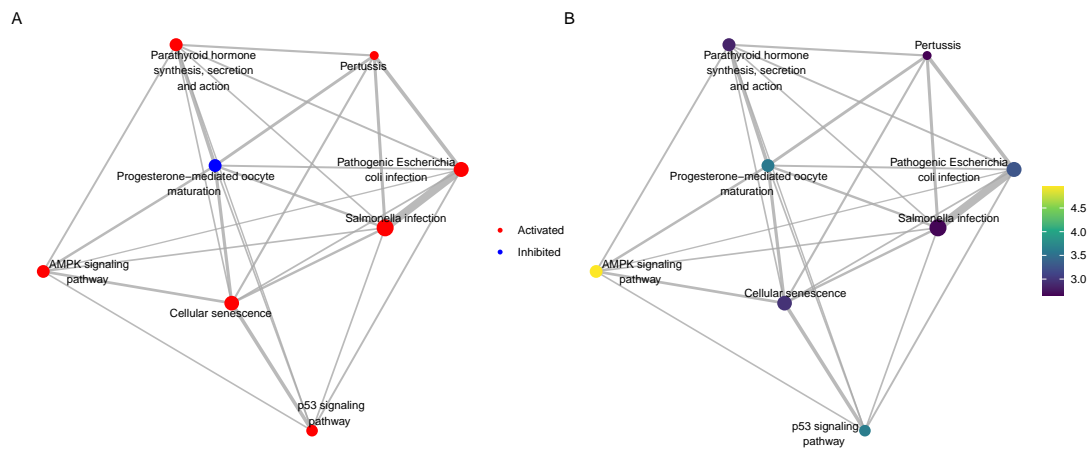 A
Parathyroid hormone
synthesis, secretion
and action
Pertussis
Progesterone−mediated oocyte
maturation
Pathogenic Escherichia
coli infection
Salmonella infection
AMPK signaling
pathway
Cellular senescence
p53 signaling
pathway
Activated
Inhibited
B
Parathyroid hormone
synthesis, secretion
and action
Pertussis
Progesterone−mediated oocyte
maturation
Pathogenic Escherichia
coli infection
Salmonella infection
AMPK signaling
pathway
Cellular senescence
p53 signaling
pathway
4.5
4.0
3.5
3.0